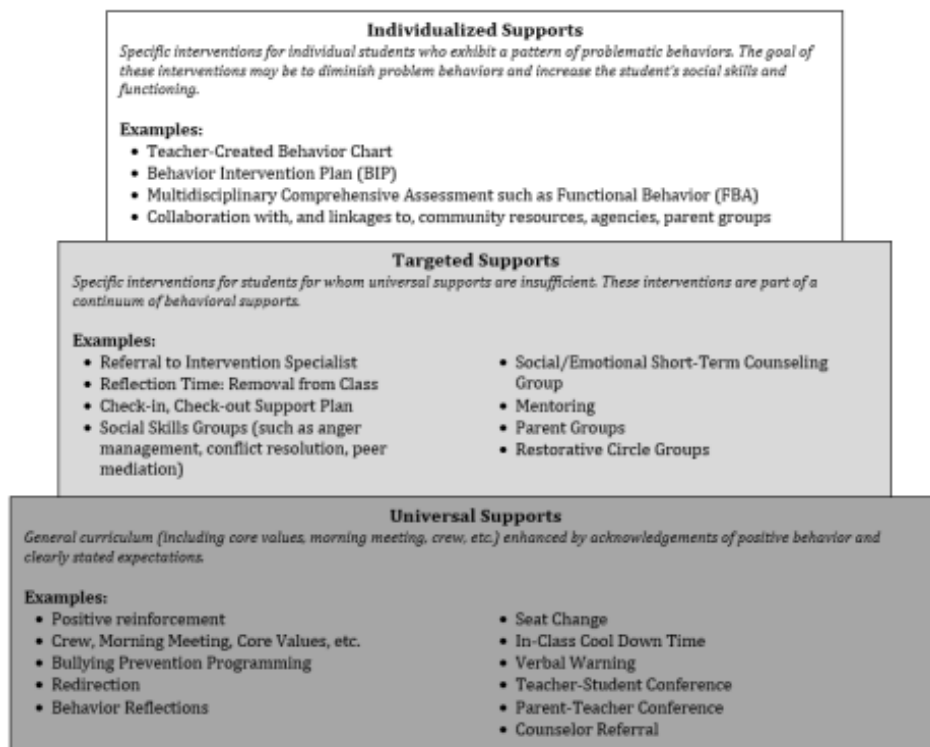 Individualized Supports
Specific interventions for individual students who exhibit a pattern of problematic behaviors. The goal of
these interventions may be to diminish problem behaviors and increase the student's social skills and
functioning.
Examples:
• Teacher-Created Behavior Chart
• Behavior Intervention Plan (BIP)
• Multidisciplinary Comprehensive Assessment such as Functional Behavior (FBA)
• Collaboration with, and linkages to, community resources, agencies, parent groups
Targeted Supports
Specific interventions for students for whom universal supports are insufficient. These interventions are part of a
continuum of behavioral supports.
Examples:
• Referral to Intervention Specialist
• Reflection Time: Removal from Class
• Check-in, Check-out Support Plan
• Social Skills Groups (such as anger
management, conflict resolution, peer
mediation)
• Social/Emotional Short-Term Counseling
Group
• Mentoring
• Parent Groups
• Restorative Circle Groups
Universal Supports
General curriculum (including core values, morning meeting, crew, etc.) enhanced by acknowledgements of positive behavior and
clearly stated expectations.
Examples:
• Positive reinforcement
• Crew, Morning Meeting, Core Values, etc.
• Bullying Prevention Programming
• Redirection
• Behavior Reflections
• Seat Change
• In-Class Cool Down Time
• Verbal Warning
• Teacher-Student Conference
• Parent-Teacher Conference
• Counselor Referral